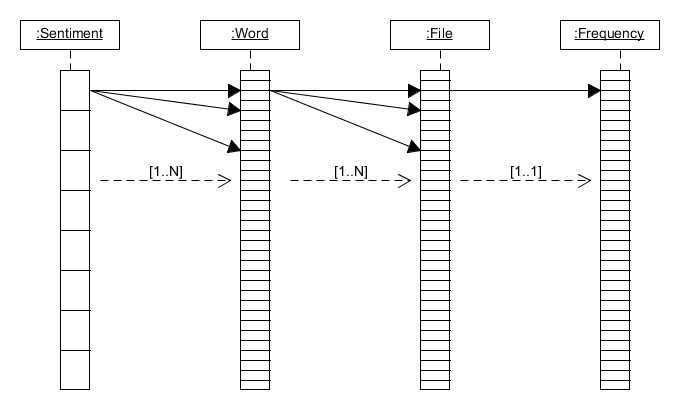 :Sentiment
:Word
:File
:Frequency
[1..N]
[1..N]
[1..1]